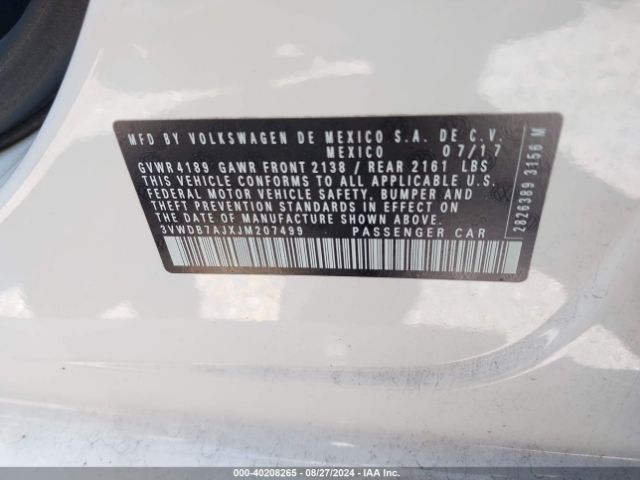 MFD BY VOLKSWAGEN DE MEXICO S.A. DE C.V.
MEXICO 07/17
GVWR 4189 GAWR FRONT 2138 / REAR 2161 LBS
THIS VEHICLE CONFORMS TO ALL APPLICABLE U.S.
FEDERAL MOTOR VEHICLE SAFETY, BUMPER AND
THEFT PREVENTION STANDARDS IN EFFECT ON
THE DATE OF MANUFACTURE SHOWN ABOVE.
3VWDB7AJXJM207499 PASSENGER CAR
2826389 3156 M
000-40208265 - 08/27/2024 - IAA Inc.